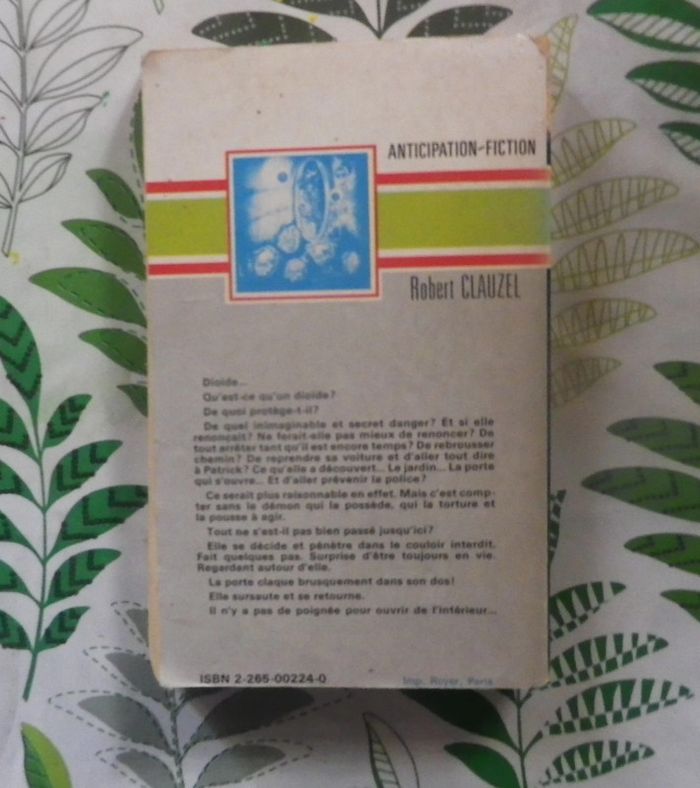 ANTICIPATION-FICTION
Robert CLAUZEL
Dioïde...
Qu'est-ce qu'un dioïde?
De quoi protège-t-il?
De quel inimaginable et secret danger? Et si elle
renonçait? Ne ferait-elle pas mieux de renoncer? De
tout arrêter tant qu'il est encore temps? De rebrousser
chemin? De reprendre sa voiture et d'aller tout dire
à Patrick? Ce qu'elle a découvert... Le jardin... La porte
qui s'ouvre... Et d'aller prévenir la police?
Ce serait plus raisonnable en effet. Mais c'est comp-
ter sans le démon qui la possède, qui la torture et
la pousse à agir.
Tout ne s'est-il pas bien passé jusqu'ici?
Elle se décide et pénètre dans le couloir interdit.
Fait quelques pas. Surprise d'être toujours en vie.
Regardant autour d'elle.
La porte claque brusquement dans son dos!
Elle sursaute et se retourne.
Il n'y a pas de poignée pour ouvrir de l'intérieur...
ISBN 2-265-00224-0
Imp. Royer, Paris